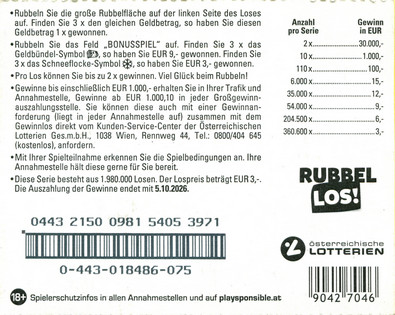 •Rubbeln Sie die große Rubbelfläche auf der linken Seite des Loses
auf. Finden Sie 3 x den gleichen Geldbetrag, so haben Sie diesen
Geldbetrag 1 x gewonnen.
•Rubbeln Sie das Feld „BONUSSPIEL" auf. Finden Sie 3 x das
Geldbündel-Symbol, so haben Sie EUR 9,- gewonnen. Finden Sie
3 x das Schneeflocke-Symbol, so haben Sie EUR 3,- gewonnen.
•Pro Los können Sie bis zu 2 x gewinnen. Viel Glück beim Rubbeln!
•Gewinne bis einschließlich EUR 1.000,- erhalten Sie in Ihrer Trafik und
Annahmestelle, Gewinne ab EUR 1.000,10 in jeder Großgewinn-
auszahlungsstelle. Sie können diese auch mit einer Gewinnan-
forderung (liegt in jeder Annahmestelle auf) zusammen mit dem
Gewinnlos direkt vom Kunden-Service-Center der Österreichischen
Lotterien Ges.m.b.H., 1038 Wien, Rennweg 44, Tel.: 0800/404 645
(kostenlos), anfordern.
•Mit Ihrer Spielteilnahme erkennen Sie die Spielbedingungen an. Ihre
Annahmestelle hält diese gerne für Sie bereit.
•Diese Serie besteht aus 1.980.000 Losen. Der Lospreis beträgt EUR 3,-.
Die Auszahlung der Gewinne endet mit 5.10.2026.
Anzahl pro Serie Gewinn in EUR
2 x 30.000,-
10 x 1.000,-
110 x 100,-
6.000 x 15,-
35.000 x 12,-
54.000 x 9,-
204.500 x 6,-
360.600 x 3,-
RUBBEL
LOS!
österreichische
LOTTERIEN
0443 2150 0981 5405 3971
0-443-018486-075
9042 7046
18+ Spielerschutzinfos in allen Annahmestellen und auf playsponsible.at